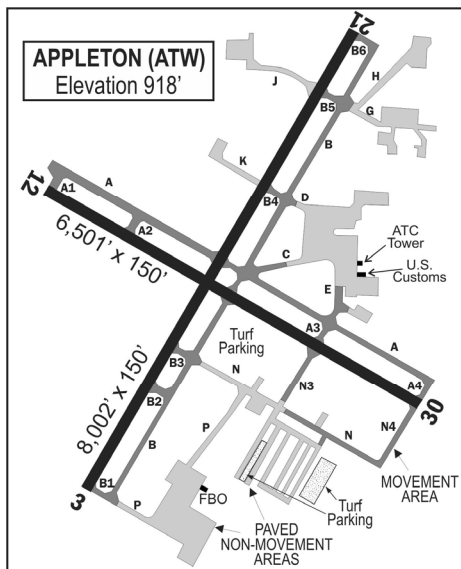 APPLETON (ATW)
Elevation 918’
21
B6
H
J
B5
G
B
K
12
A1
A
B4
D
A2
6,501’ x 150’
C
ATC
Tower
U.S.
Customs
E
A3
Turf
Parking
A
B3
N
N3
A4
30
8,002’ x 150’
B2
P
N4
N
B
MOVEMENT
AREA
3
B1
P
FBO
Turf
Parking
PAVED
NON-MOVEMENT
AREAS